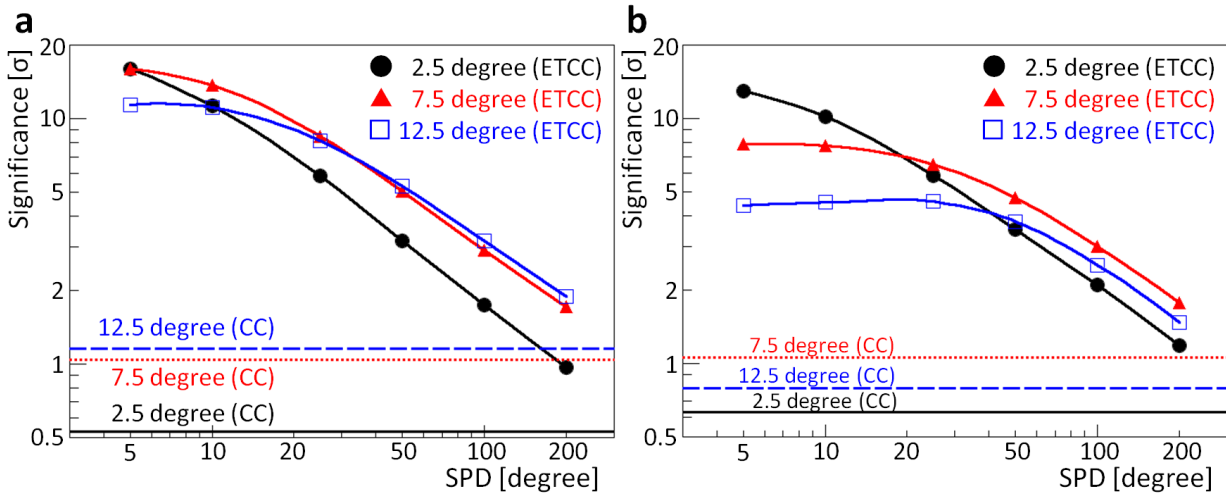 a
Significance [σ]
20
10
5
2
1
0.5
2.5 degree (ETCC)
7.5 degree (ETCC)
12.5 degree (ETCC)
12.5 degree (CC)
7.5 degree (CC)
2.5 degree (CC)
5 10 20 50 100 200
SPD [degree]
b
Significance [σ]
20
10
5
2
1
0.5
2.5 degree (ETCC)
7.5 degree (ETCC)
12.5 degree (ETCC)
7.5 degree (CC)
12.5 degree (CC)
2.5 degree (CC)
5 10 20 50 100 200
SPD [degree]